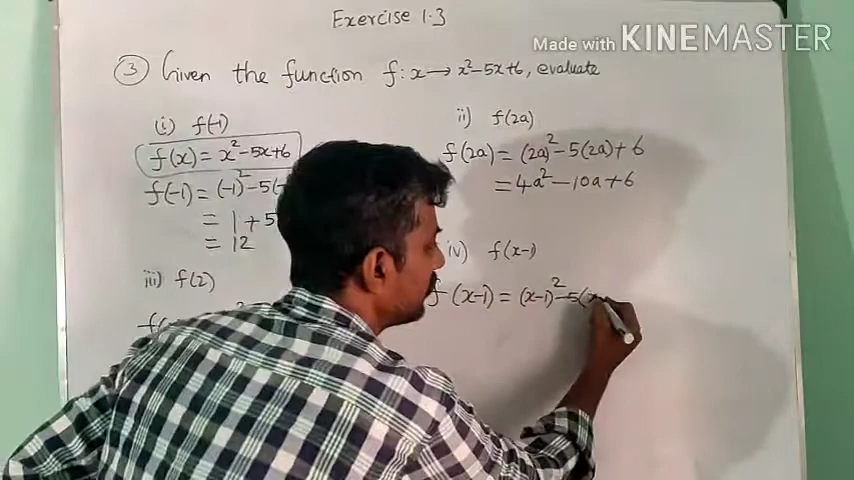 Exercise 1.3
Made with KINEMASTER
③ Given the function f : x → x²-5x+6, evaluate
(i) f(-1)
f(x) = x²-5x+6
f(-1) = (-1)²-5(-
= 1 + 5
= 12
ii) f(2a)
f(2a) = (2a)²-5(2a)+6
= 4a²-10a+6
iii) f(2)
iv) f(x-1)
f(x-1) = (x-1)²-5(x